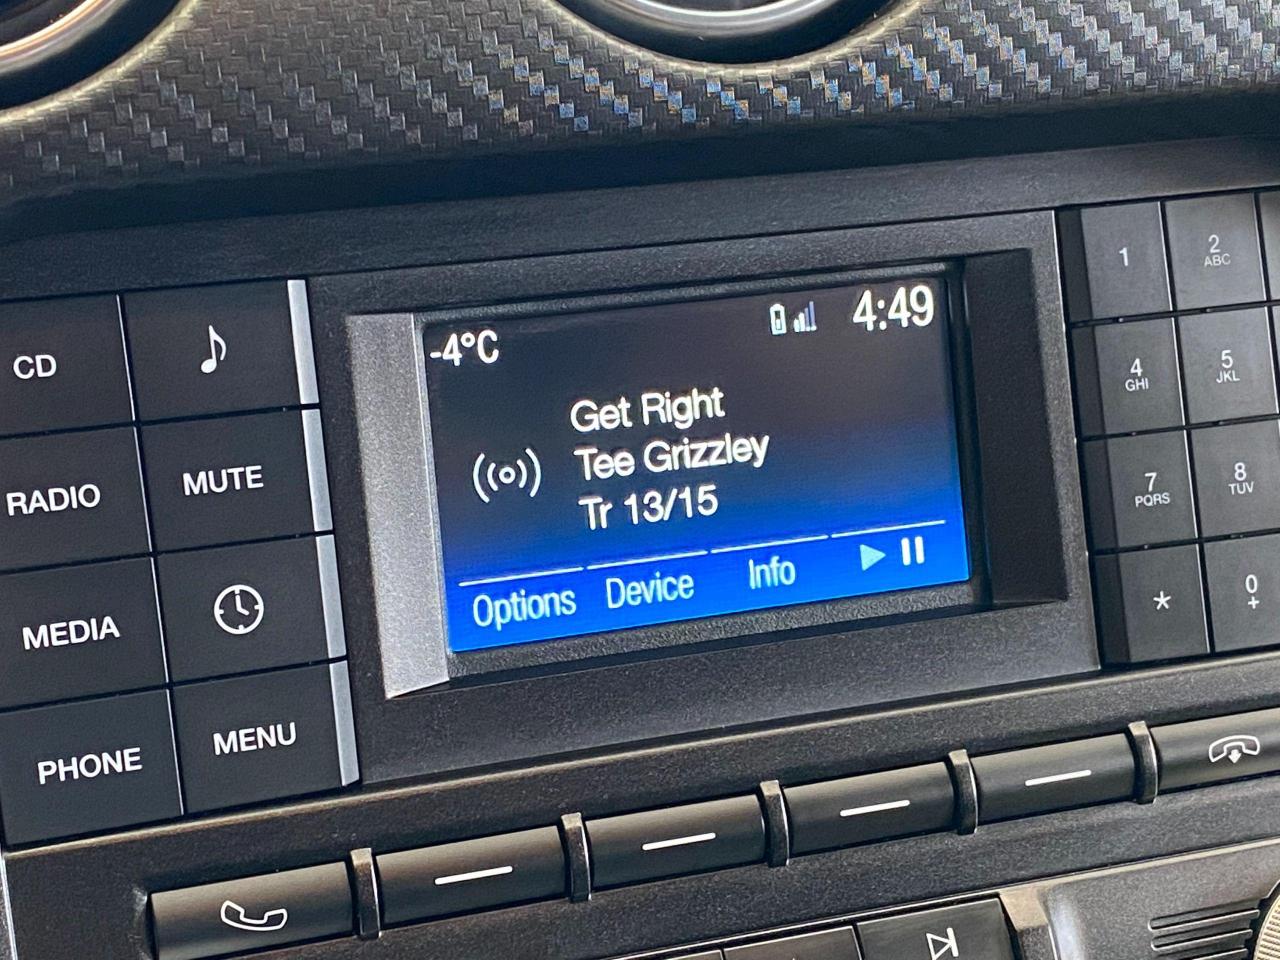 -4°C
4:49
Get Right
Tee Grizzley
Tr 13/15
Options Device Info
CD
RADIO
MUTE
MEDIA
PHONE
MENU
1
2
ABC
4
GHI
5
JKL
7
PQRS
8
TUV
*
0
+